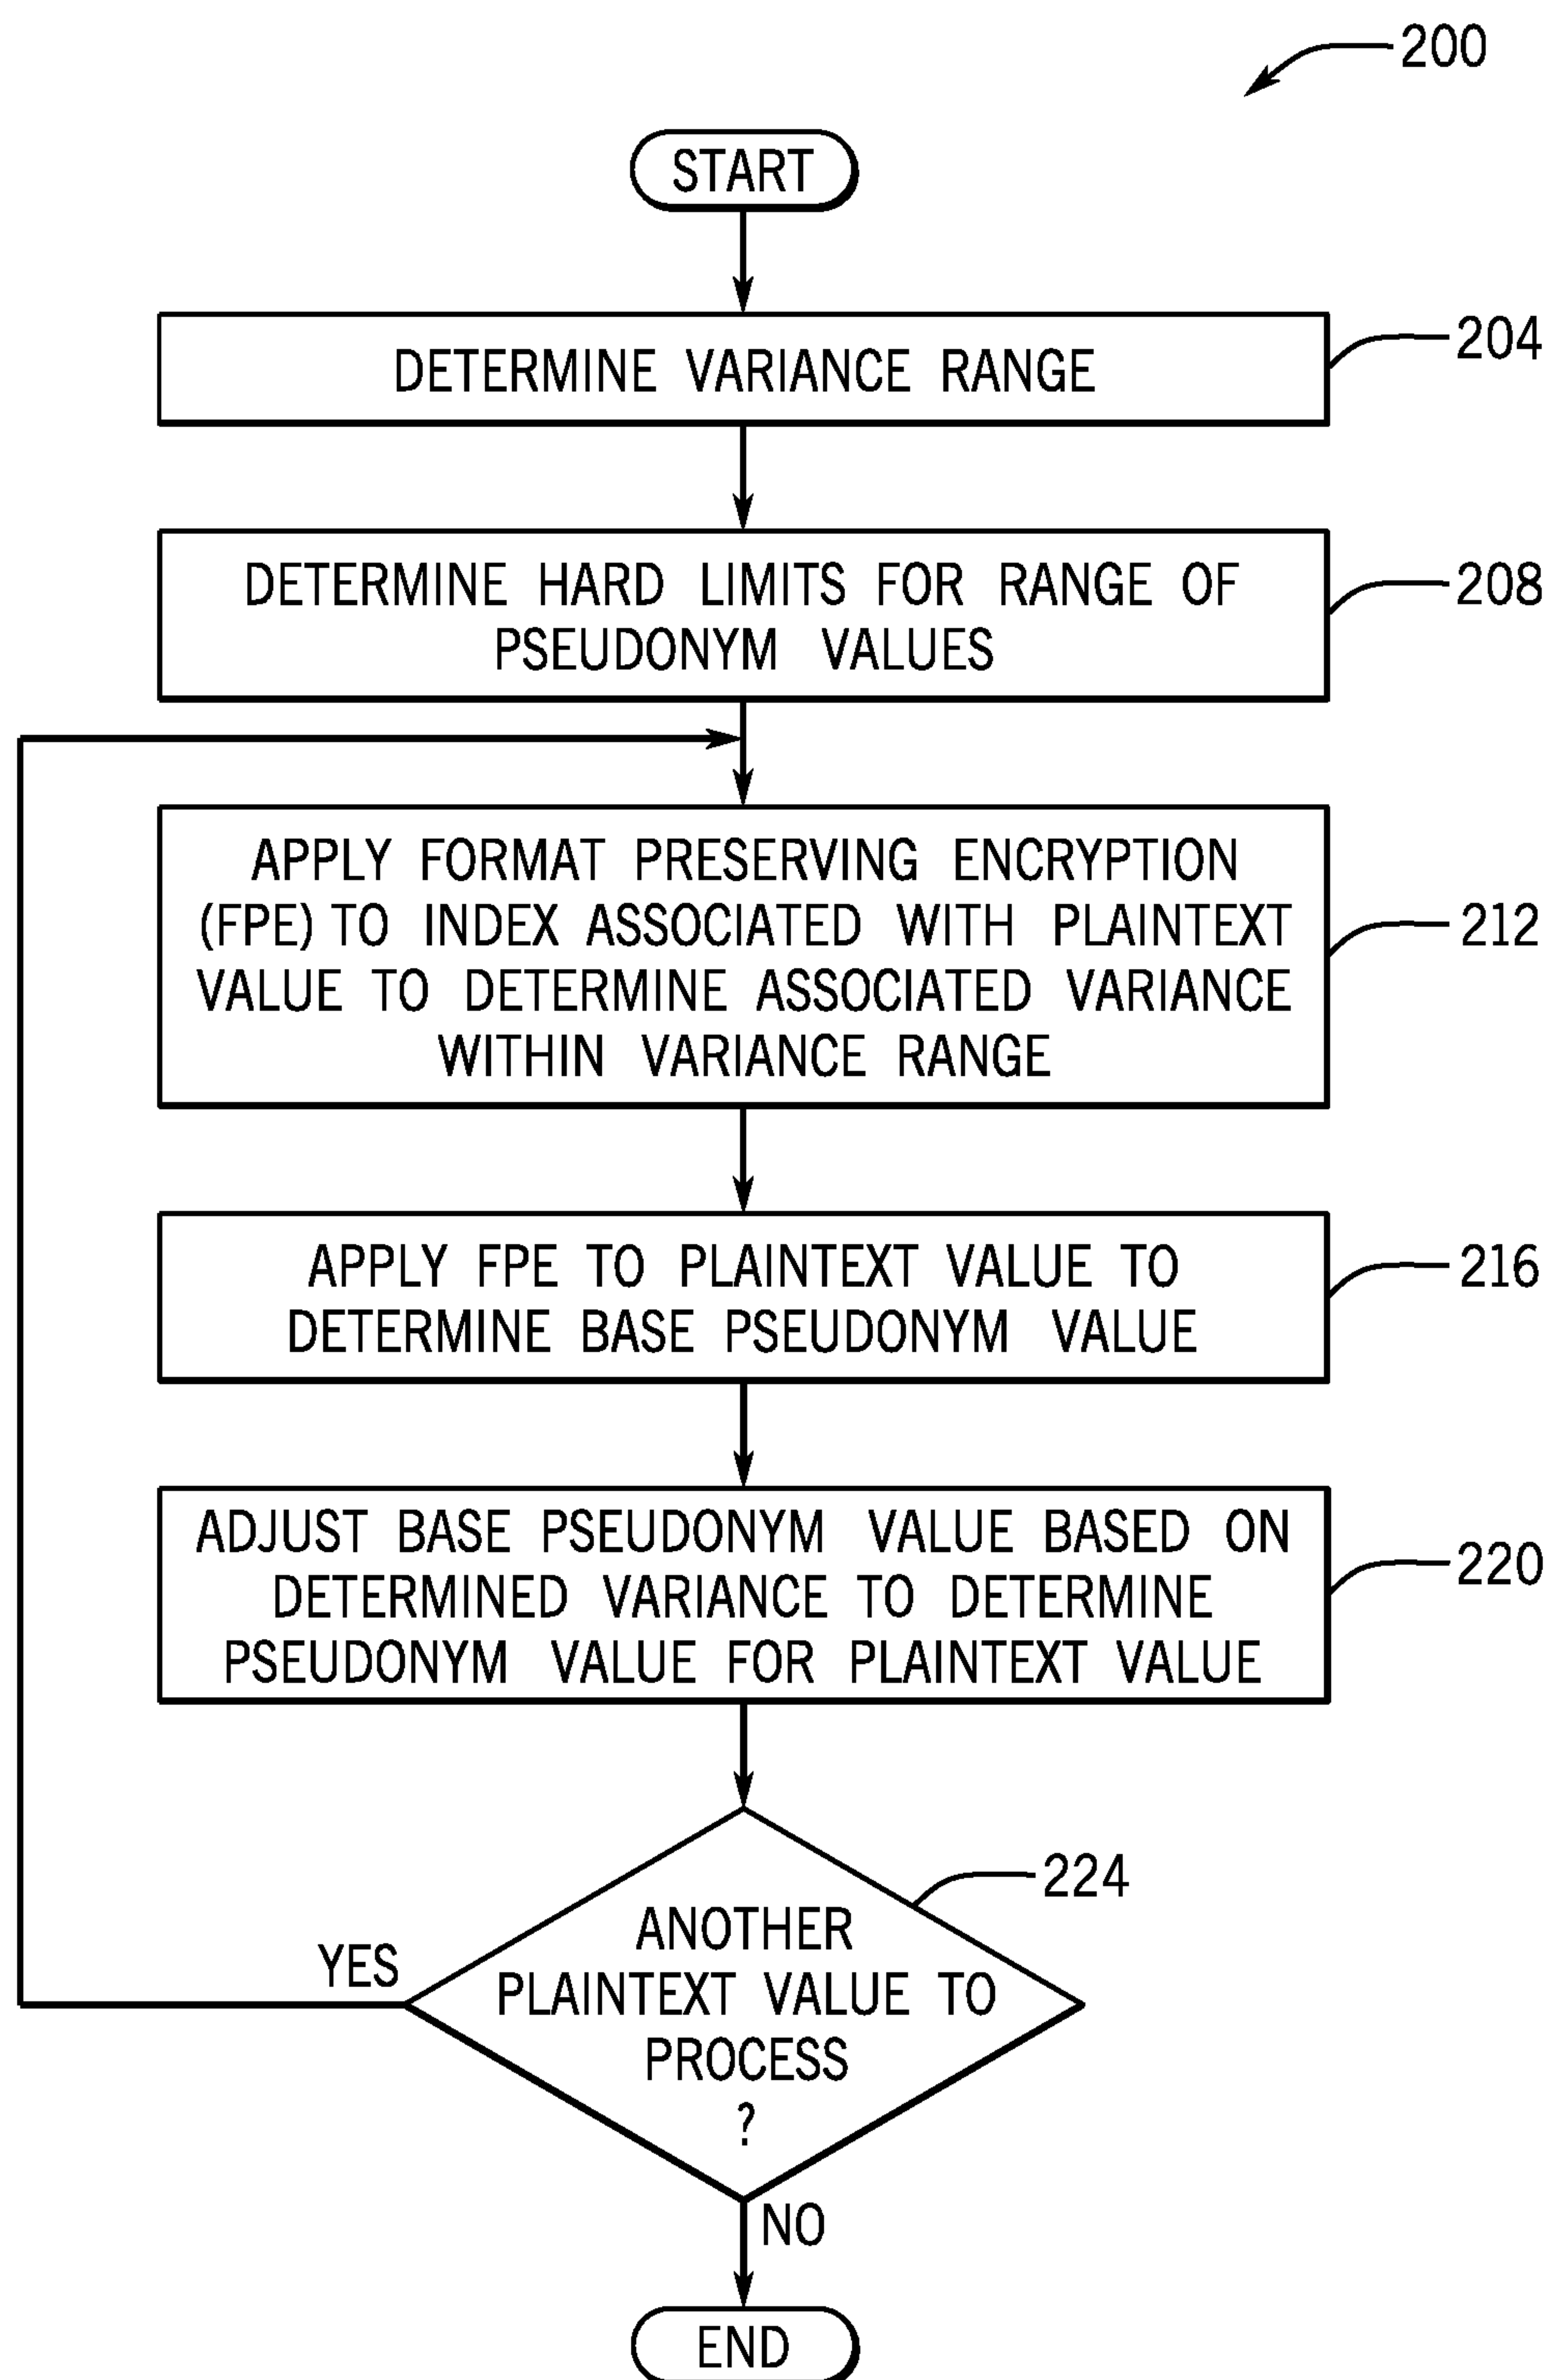 200
START
DETERMINE VARIANCE RANGE
204
DETERMINE HARD LIMITS FOR RANGE OF
PSEUDONYM VALUES
208
APPLY FORMAT PRESERVING ENCRYPTION
(FPE) TO INDEX ASSOCIATED WITH PLAINTEXT
VALUE TO DETERMINE ASSOCIATED VARIANCE
WITHIN VARIANCE RANGE
212
APPLY FPE TO PLAINTEXT VALUE TO
DETERMINE BASE PSEUDONYM VALUE
216
ADJUST BASE PSEUDONYM VALUE BASED ON
DETERMINED VARIANCE TO DETERMINE
PSEUDONYM VALUE FOR PLAINTEXT VALUE
220
224
ANOTHER
PLAINTEXT VALUE TO
PROCESS
?
YES
NO
END